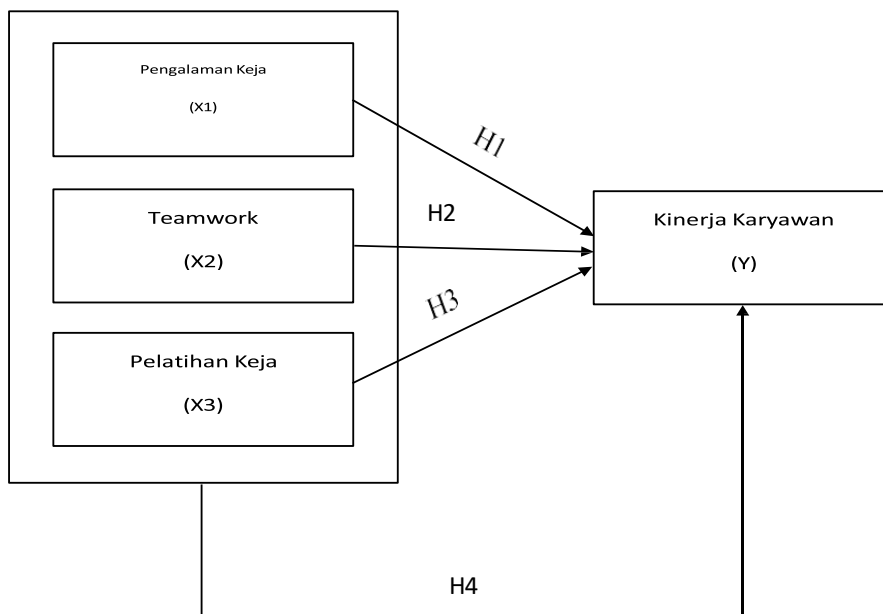 Pengalaman Keja
(X1)
H1
Teamwork
(X2)
H2
Kinerja Karyawan
(Y)
H3
Pelatihan Keja
(X3)
H4